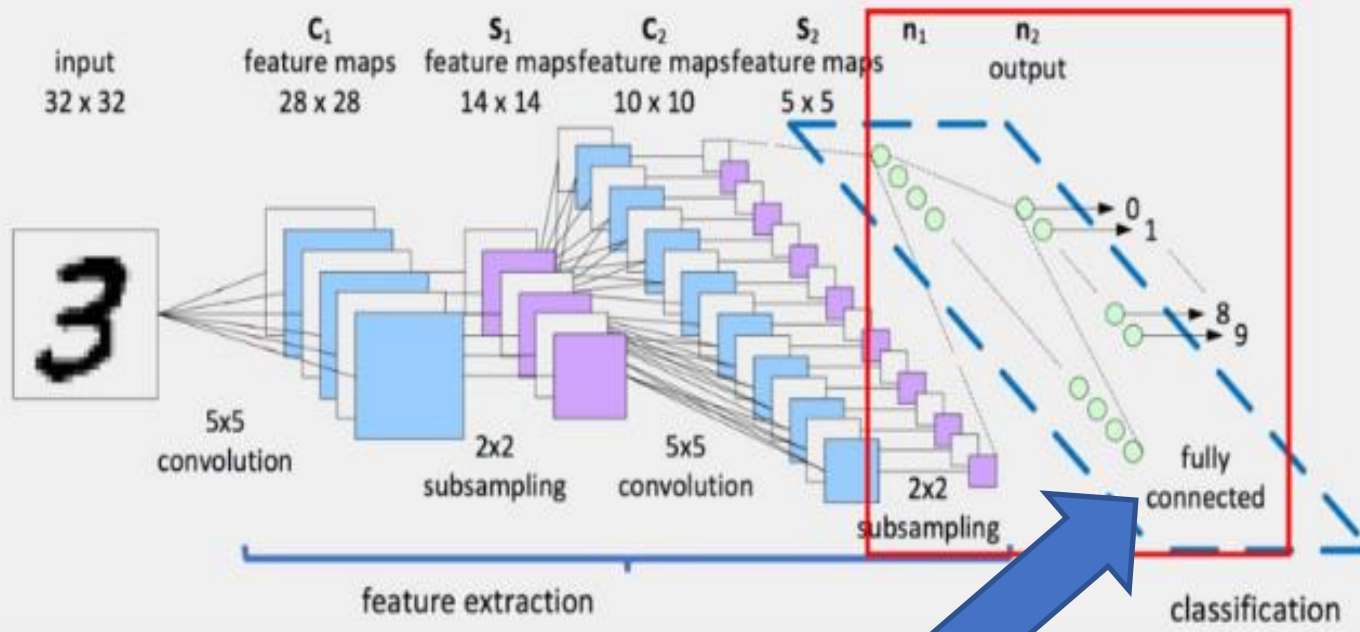 input
32 x 32
C1
feature maps
28 x 28
S1
feature maps
14 x 14
C2
feature maps
10 x 10
S2
feature maps
5 x 5
n1
n2
output
0
1
8
9
5x5
convolution
2x2
subsampling
5x5
convolution
2x2
subsampling
fully
connected
feature extraction
classification